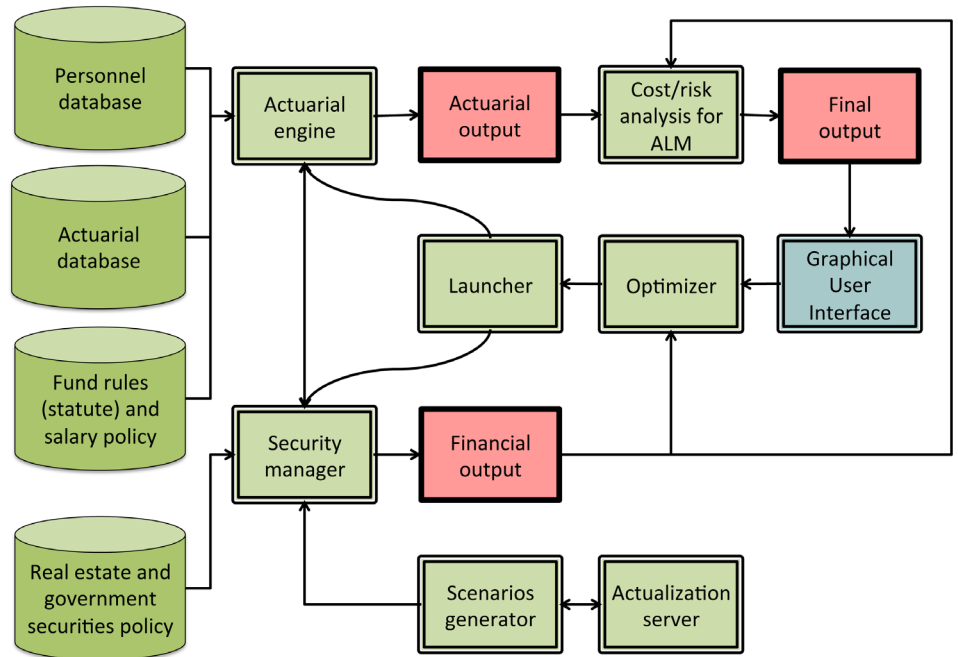 Personnel
database
Actuarial
engine
Actuarial
output
Cost/risk
analysis for
ALM
Final
output
Actuarial
database
Launcher
Optimizer
Graphical
User
Interface
Fund rules
(statute) and
salary policy
Security
manager
Financial
output
Real estate and
government
securities policy
Scenarios
generator
Actualization
server